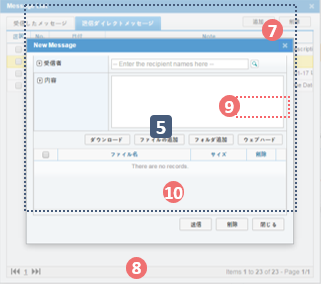 Message
受信したメッセージ 送信ダイレクトメッセージ
追加 削除
7
No. Note
New Message
受信者
-- Enter the recipient names here --
内容
9
5
ダウンロード ファイルの追加 フォルダ追加 ウェブハード
ファイル名 サイズ 削除
There are no records.
10
送信 削除 閉じる
8
1 Items 1 to 23 of 23 - Page 1/1